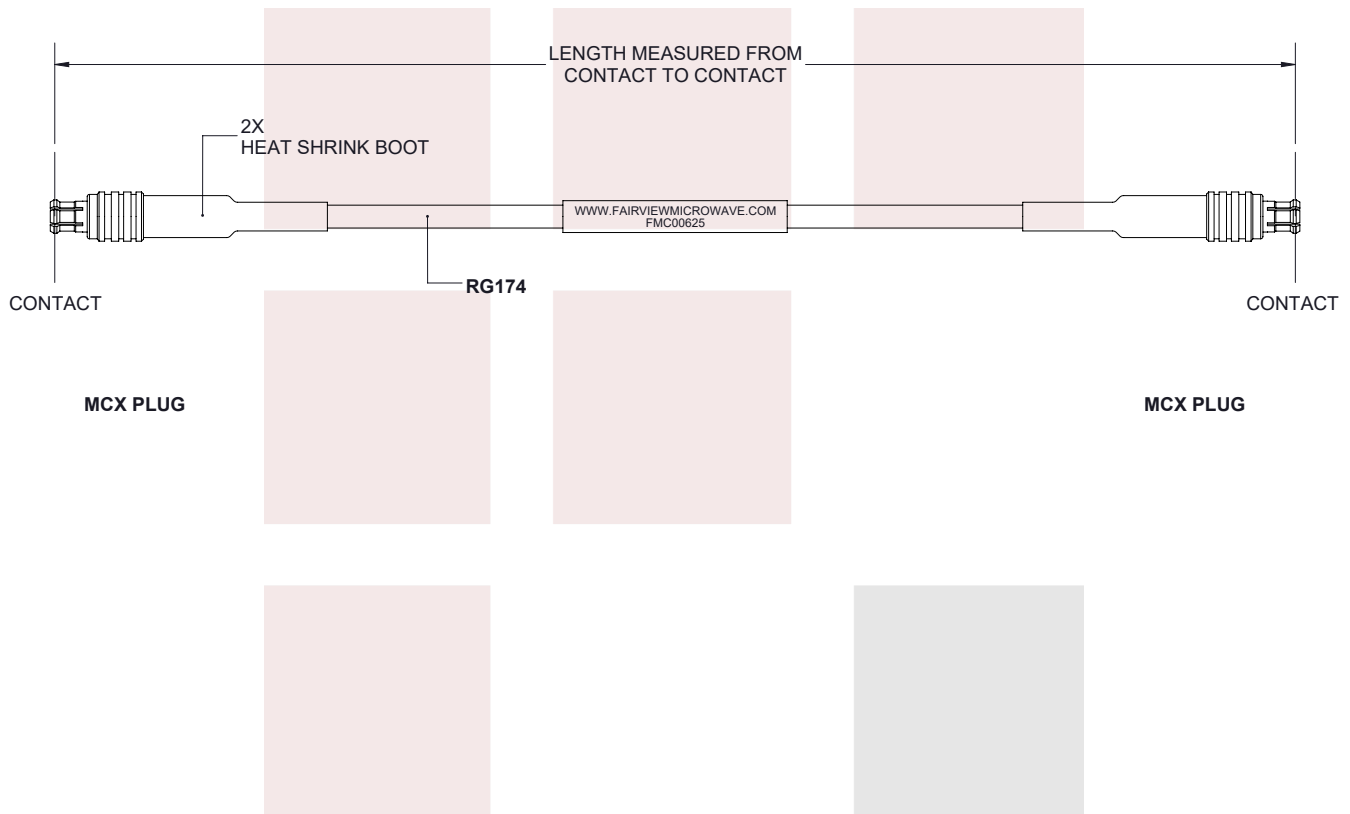 LENGTH MEASURED FROM
CONTACT TO CONTACT
2X
HEAT SHRINK BOOT
WWW.FAIRVIEWMICROWAVE.COM
FMC00625
RG174
CONTACT
CONTACT
MCX PLUG
MCX PLUG